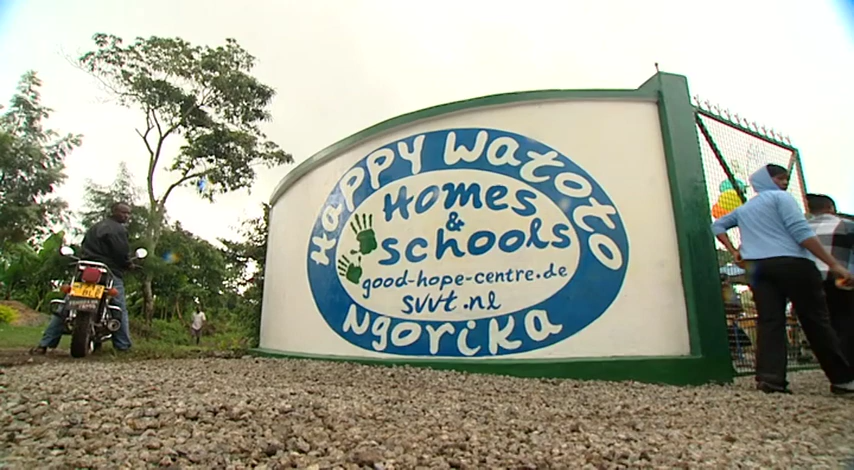 Happy Watoto
Homes
&
schools
good-hope-centre.de
svvt.nl
Ngorika